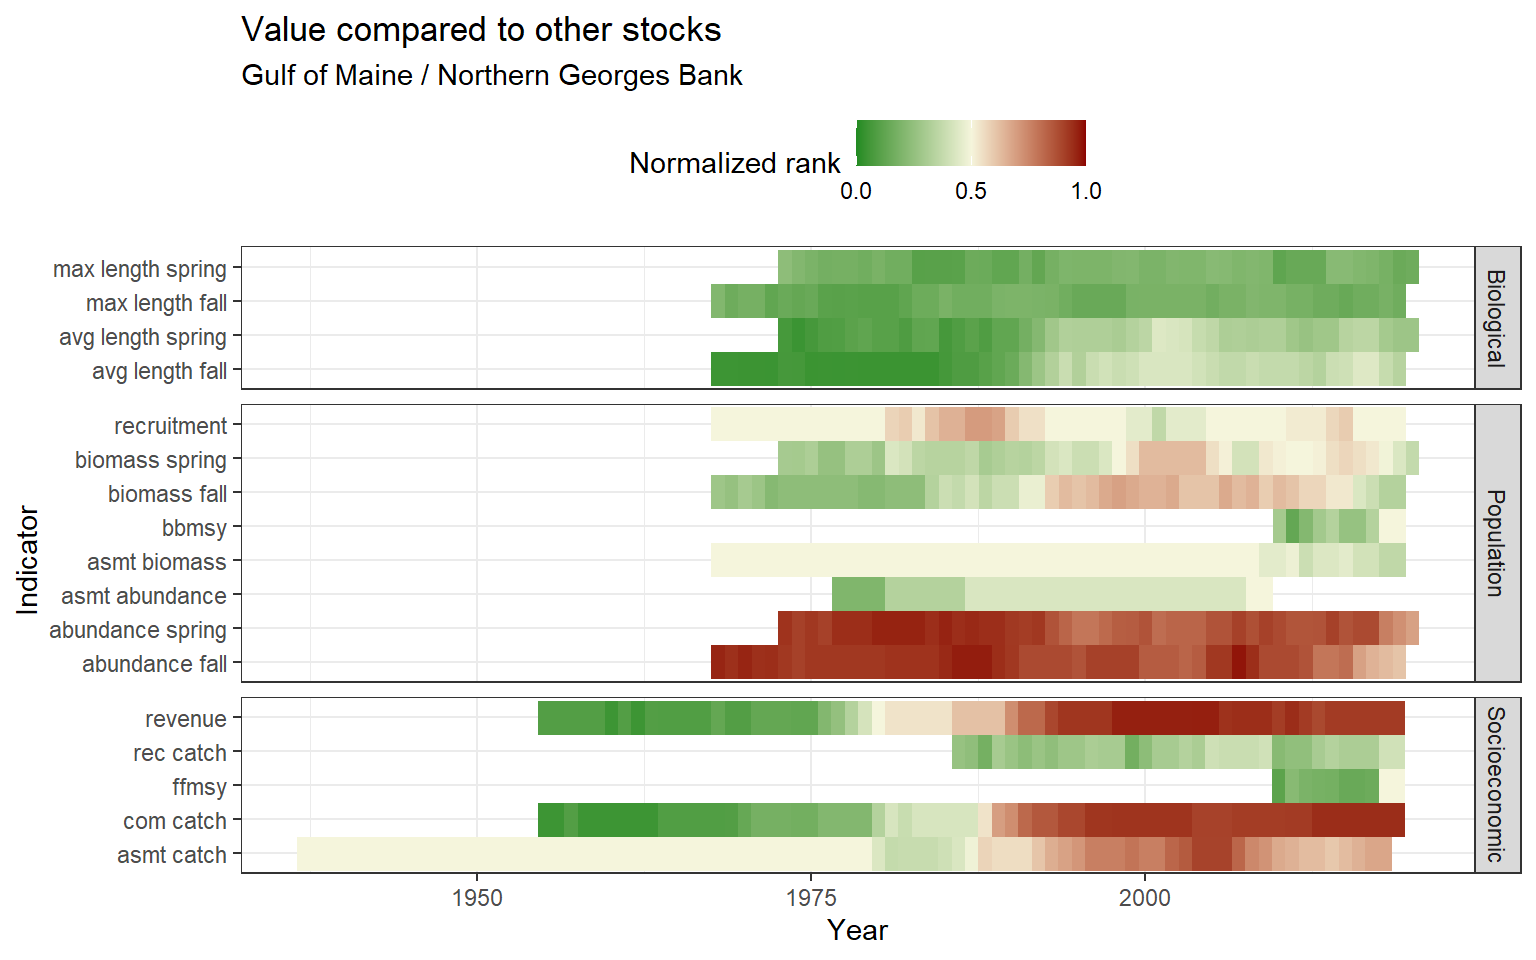 Value compared to other stocks
Gulf of Maine / Northern Georges Bank
Normalized rank
0.0 0.5 1.0
Indicator
max length spring
max length fall
avg length spring
avg length fall
Biological
recruitment
biomass spring
biomass fall
bbmsy
asmt biomass
asmt abundance
abundance spring
abundance fall
Population
revenue
rec catch
ffmsy
com catch
asmt catch
Socioeconomic
1950 1975 2000
Year